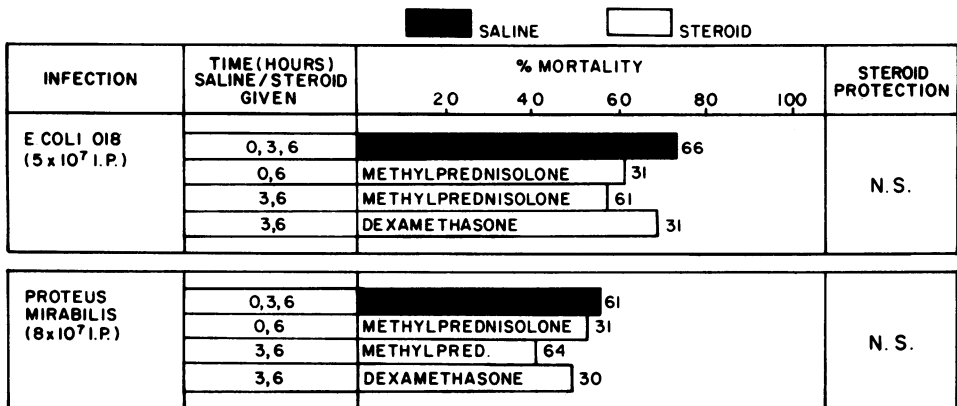 SALINE STEROID
INFECTION TIME(HOURS) SALINE/STEROID GIVEN % MORTALITY STEROID PROTECTION
20 40 60 80 100
E COLI 018 (5 x 10⁷ I.P.)
0, 3, 6 66
0,6 METHYLPREDNISOLONE 31
3,6 METHYLPREDNISOLONE 61
3,6 DEXAMETHASONE 31
N.S.
PROTEUS MIRABILIS (8x10⁷ I.P.)
0,3,6 61
0,6 METHYLPREDNISOLONE 31
3,6 METHYLPRED. 64
3,6 DEXAMETHASONE 30
N.S.